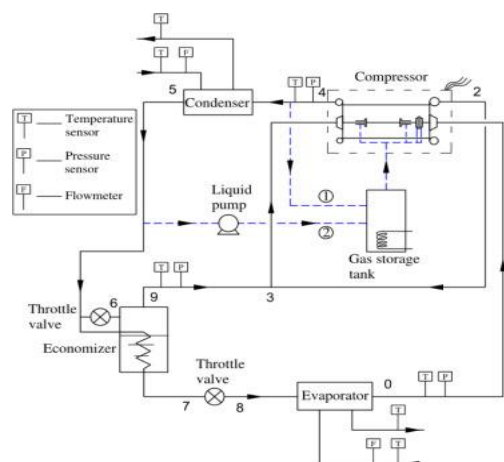 T
T
F
5
Condenser
T
P
4
Compressor
2
T
Temperature
sensor
P
Pressure
sensor
F
Flowmeter
Liquid
pump
①
②
Gas storage
tank
T
P
9
3
Throttle
valve
6
Economizer
Throttle
valve
7
8
Evaporator
0
T
P
T
F
T